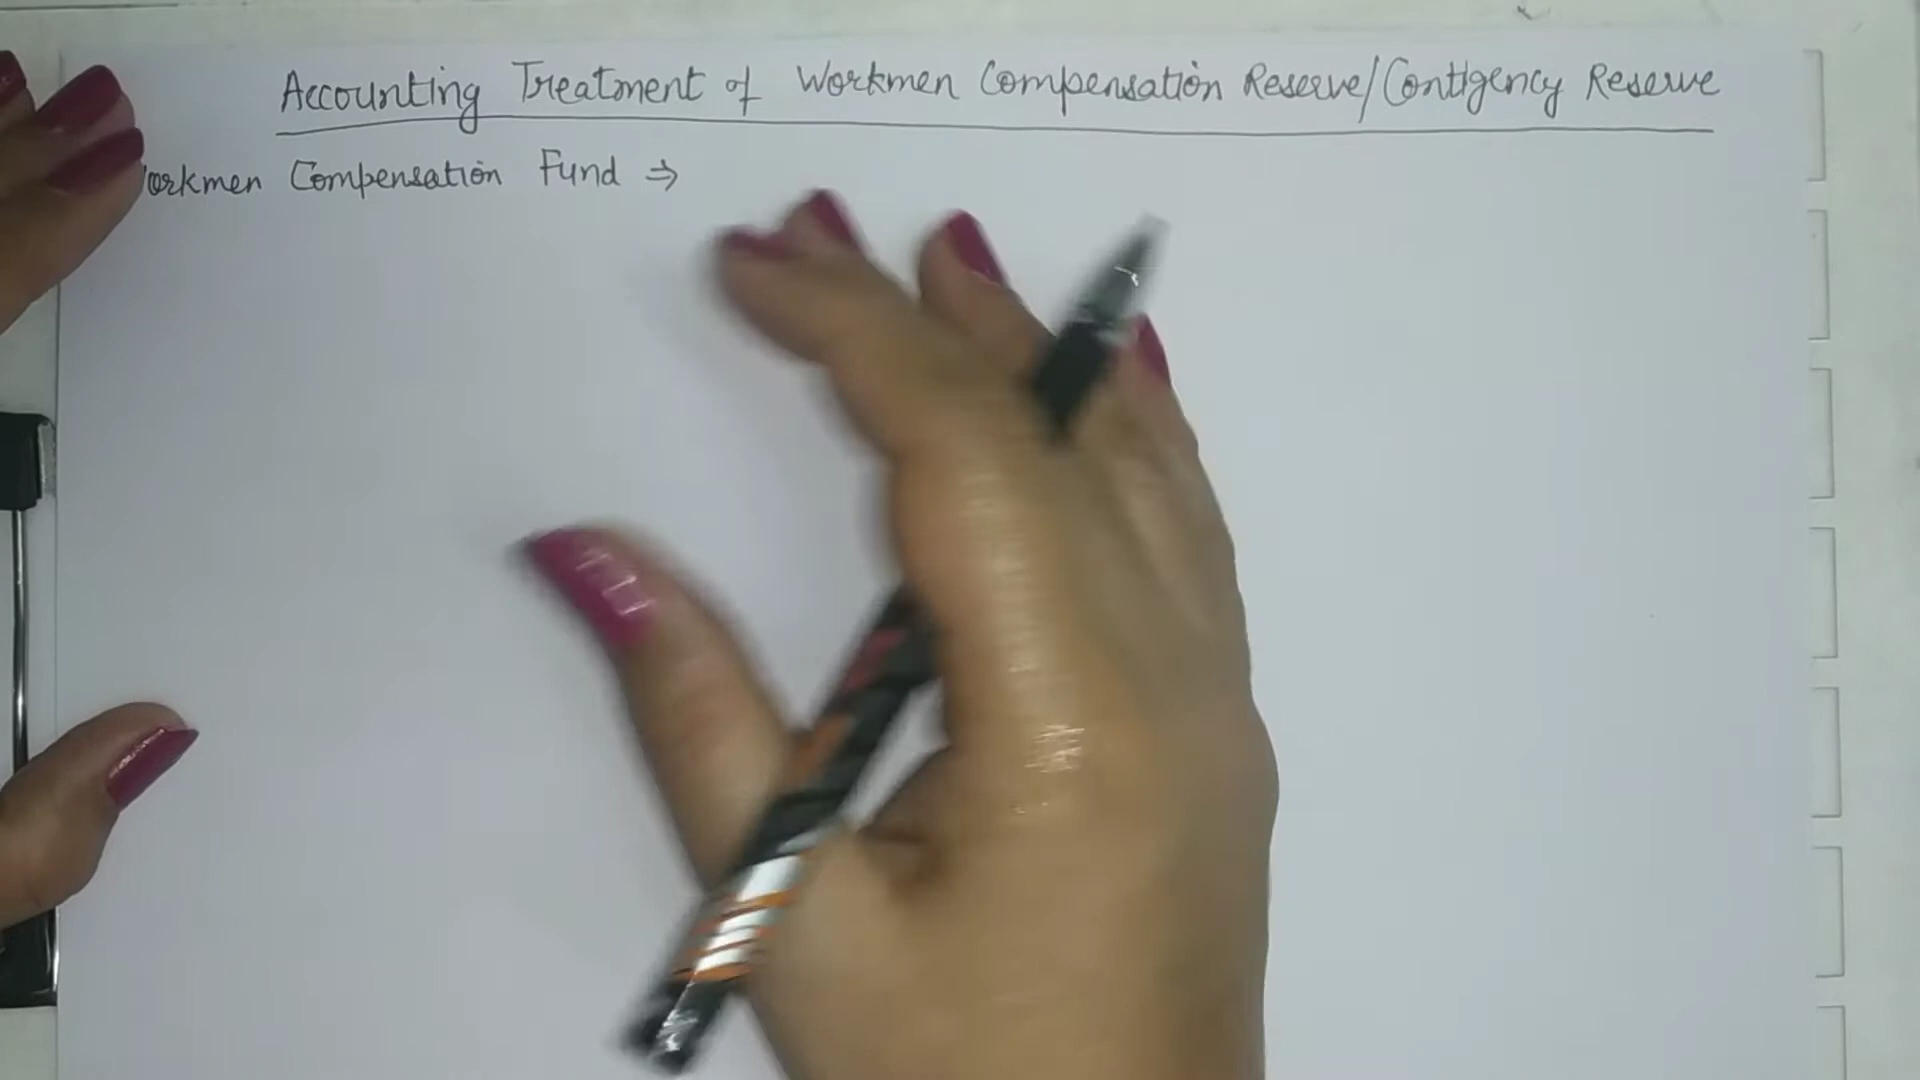 Accounting Treatment of Workmen Compensation Reserve/Contigency Reserve
orkmen Compensation Fund ⇒